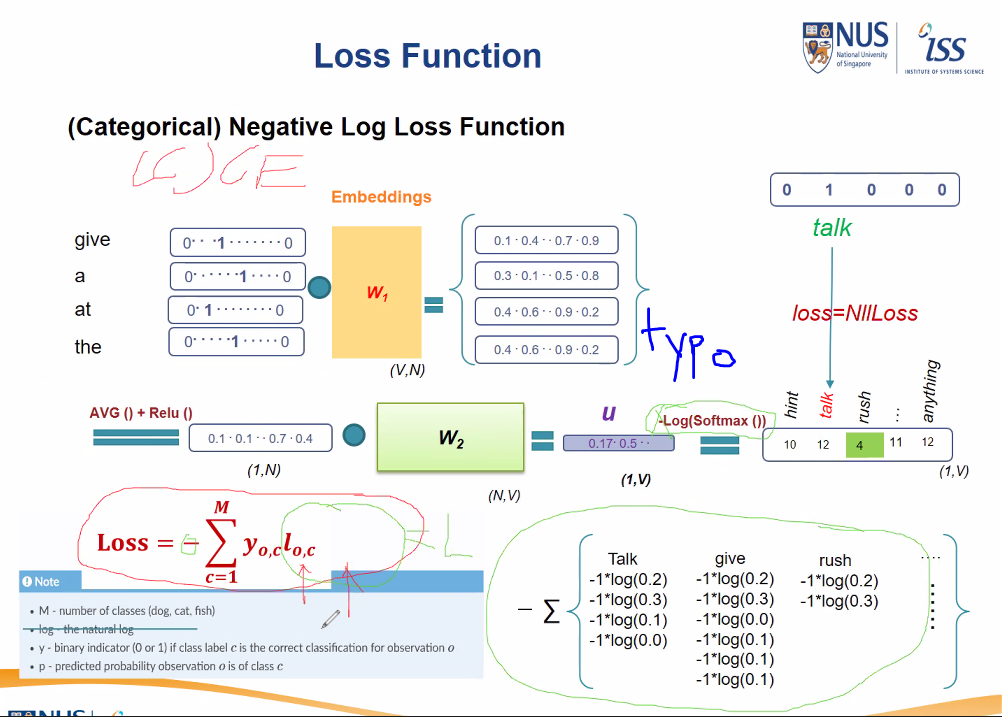 Loss Function
NUS
National University
of Singapore
ISS
INSTITUTE OF SYSTEMS SCIENCE
(Categorical) Negative Log Loss Function
(C) CE
Embeddings
0 1 0 0 0
talk
give 0· · ·1· · · · · · ·0
a 0· · · · · ·1· · · ·0
at 0· 1· · · · · · · ·0
the 0· · · · ·1· · · · ·0
W₁
=
0.1 · 0.4 · · 0.7 · 0.9
0.3 · 0.1 · · 0.5 · 0.8
0.4 · 0.6 · · 0.9 · 0.2
0.4 · 0.6 · · 0.9 · 0.2
(V,N)
typo
loss=NllLoss
hint talk rush ... anything
AVG () + Relu ()
=
0.1 · 0.1 · · 0.7 · 0.4
(1,N)
W₂
(N,V)
=
u
0.17· 0.5 · ·
(1,V)
-Log(Softmax ())
=
10 12 4 11 12
(1,V)
Loss = − ∑ y o,c l o,c
M
c=1
= L
Note
• M - number of classes (dog, cat, fish)
• log - the natural log
• y - binary indicator (0 or 1) if class label c is the correct classification for observation o
• p - predicted probability observation o is of class c
− ∑
Talk give rush ....
-1*log(0.2) -1*log(0.2) -1*log(0.2)
-1*log(0.3) -1*log(0.3) -1*log(0.3)
-1*log(0.1) -1*log(0.0)
-1*log(0.0) -1*log(0.1)
-1*log(0.1)
-1*log(0.1)
NUS